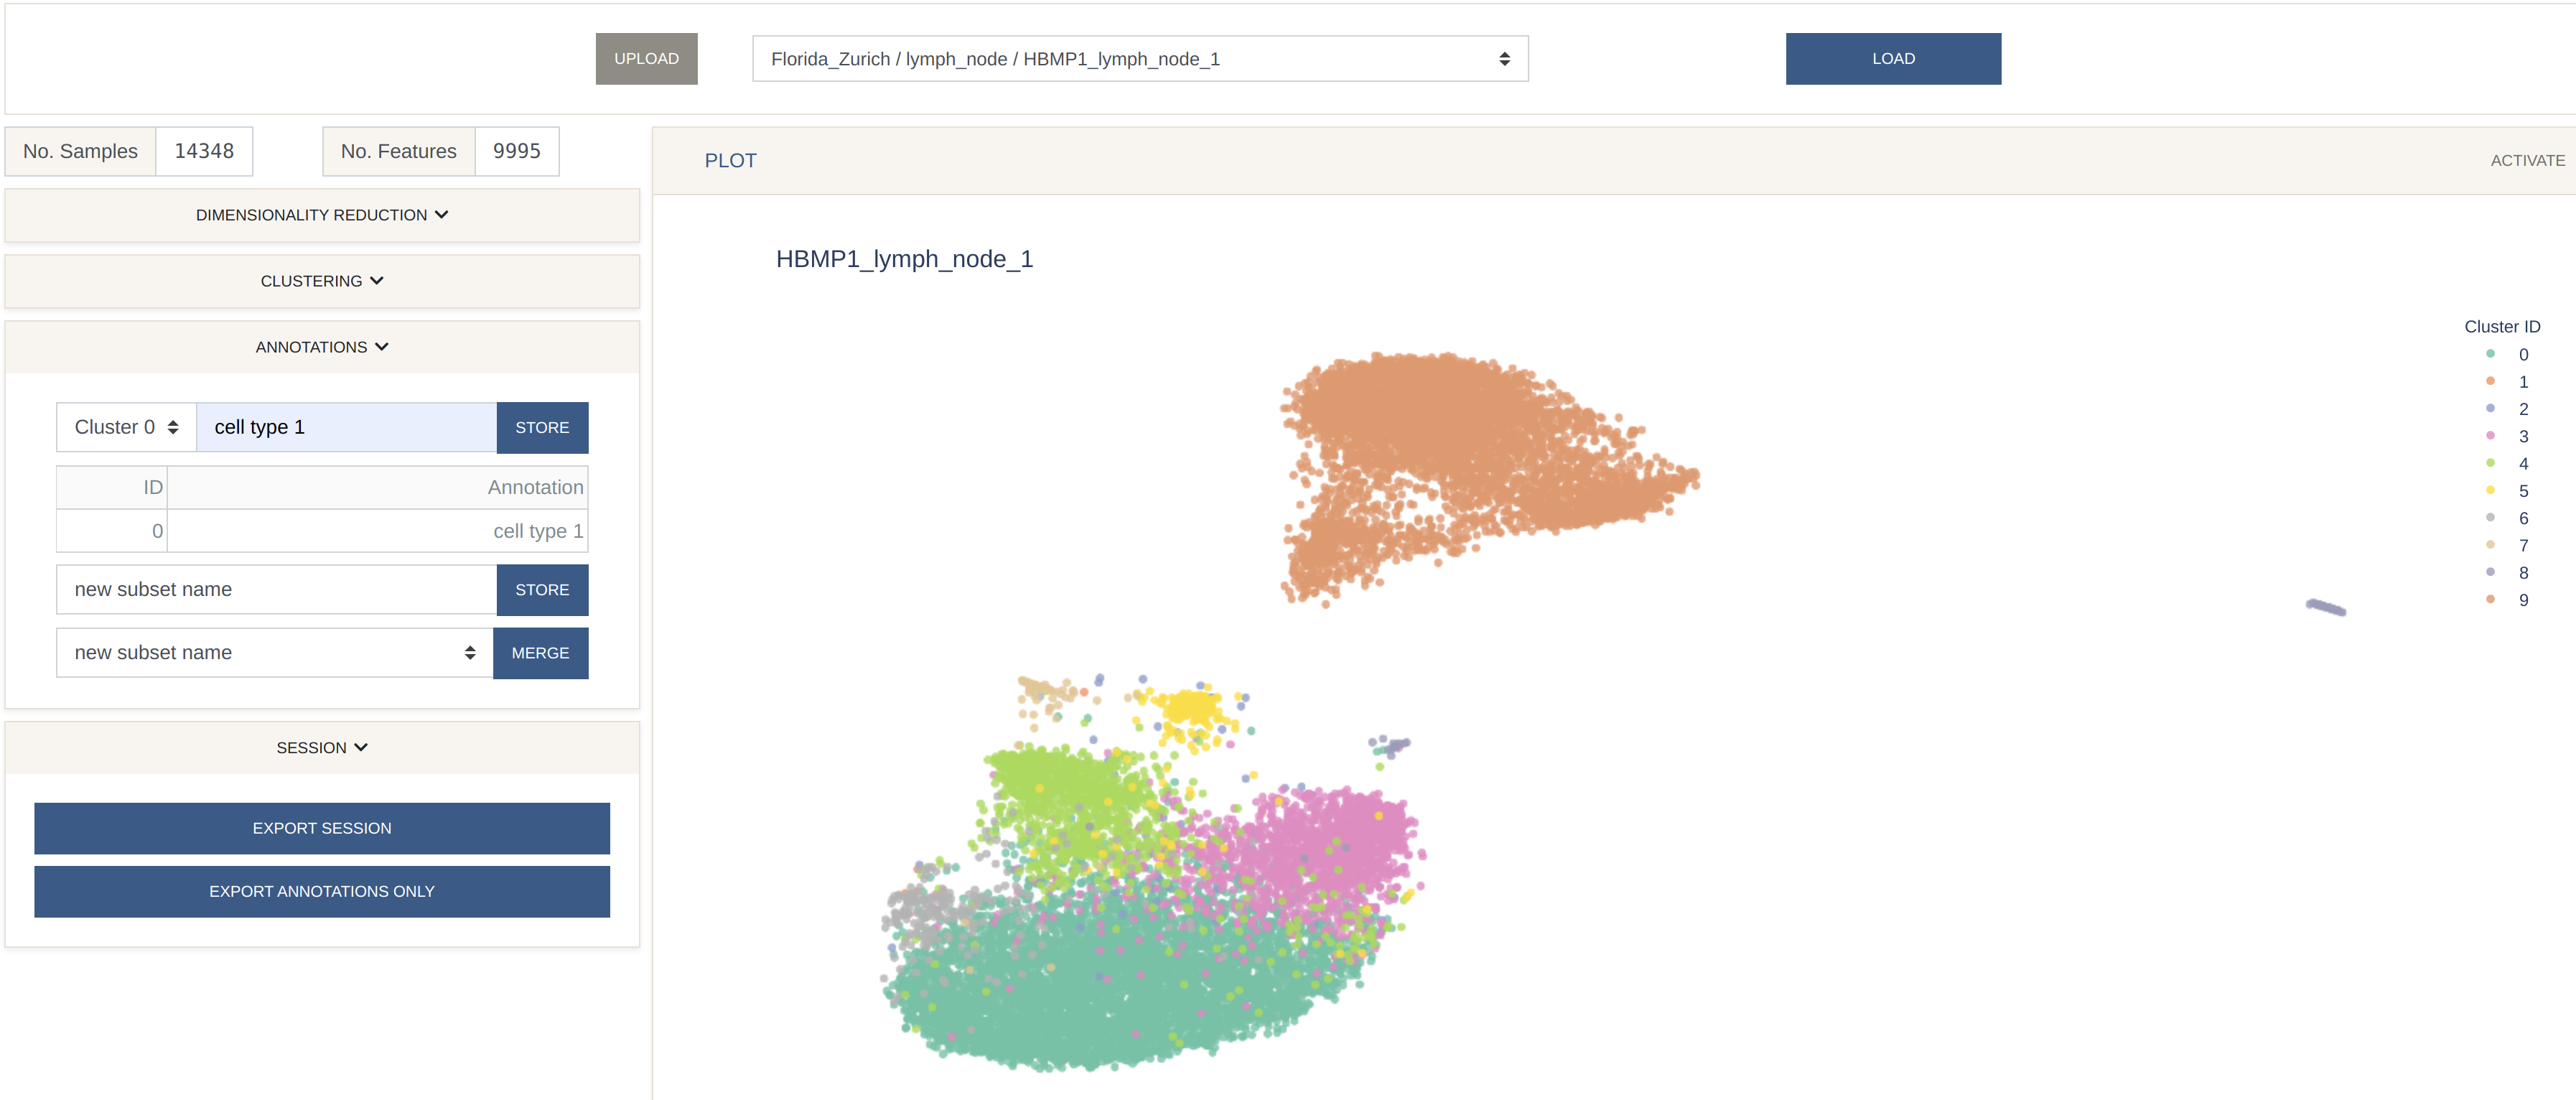 UPLOAD
Florida_Zurich / lymph_node / HBMP1_lymph_node_1
LOAD
No. Samples 14348
No. Features 9995
DIMENSIONALITY REDUCTION
CLUSTERING
ANNOTATIONS
Cluster 0 cell type 1 STORE
ID Annotation
0 cell type 1
new subset name STORE
new subset name MERGE
SESSION
EXPORT SESSION
EXPORT ANNOTATIONS ONLY
PLOT
ACTIVATE
HBMP1_lymph_node_1
Cluster ID
0
1
2
3
4
5
6
7
8
9